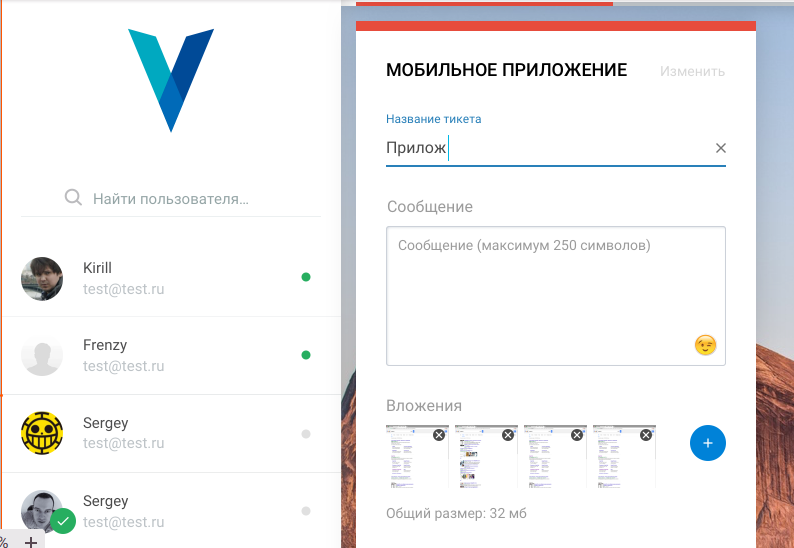 Найти пользователя...
Kirill
test@test.ru
Frenzy
test@test.ru
Sergey
test@test.ru
Sergey
test@test.ru
%
МОБИЛЬНОЕ ПРИЛОЖЕНИЕ
Изменить
Название тикета
Прилож
Сообщение
Сообщение (максимум 250 символов)
Вложения
Общий размер: 32 мб